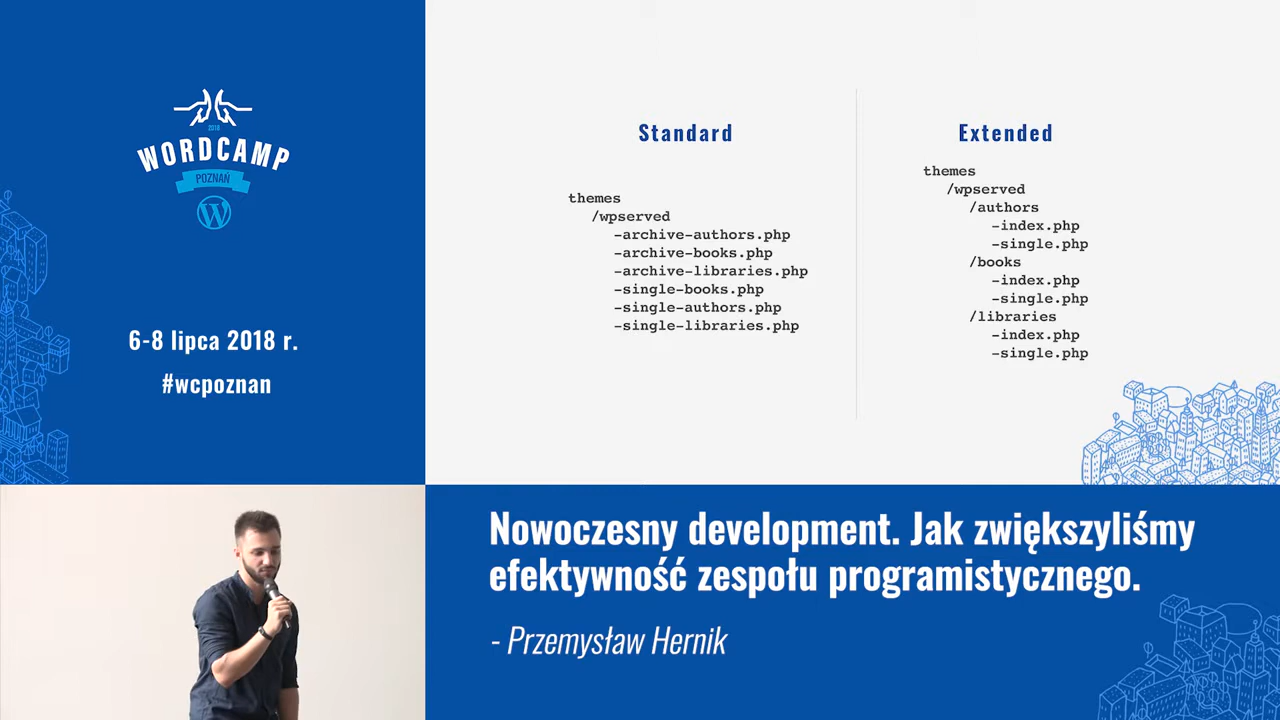 2018
WORDCAMP
POZNAŃ
6-8 lipca 2018 r.
#wcpoznan
Standard
themes
/wpserved
-archive-authors.php
-archive-books.php
-archive-libraries.php
-single-books.php
-single-authors.php
-single-libraries.php
Extended
themes
/wpserved
/authors
-index.php
-single.php
/books
-index.php
-single.php
/libraries
-index.php
-single.php
Nowoczesny development. Jak zwiększyliśmy
efektywność zespołu programistycznego.
- Przemysław Hernik